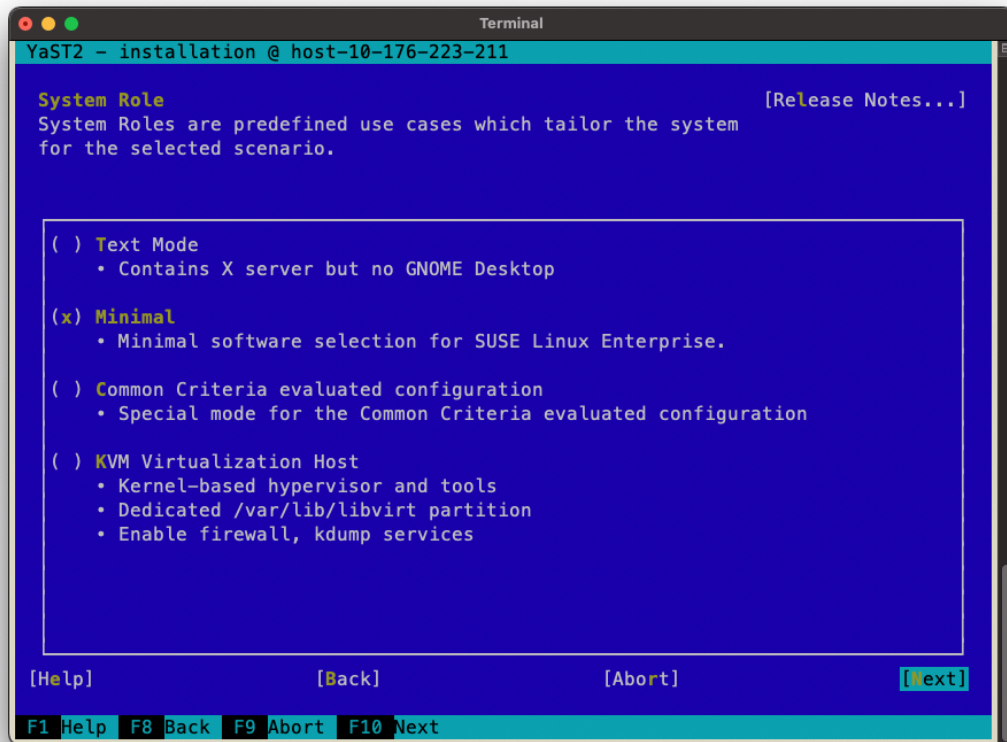 Terminal
YaST2 - installation @ host-10-176-223-211
System Role [Release Notes...]
System Roles are predefined use cases which tailor the system
for the selected scenario.
( ) Text Mode
• Contains X server but no GNOME Desktop
(x) Minimal
• Minimal software selection for SUSE Linux Enterprise.
( ) Common Criteria evaluated configuration
• Special mode for the Common Criteria evaluated configuration
( ) KVM Virtualization Host
• Kernel-based hypervisor and tools
• Dedicated /var/lib/libvirt partition
• Enable firewall, kdump services
[Help] [Back] [Abort] [Next]
F1 Help F8 Back F9 Abort F10 Next